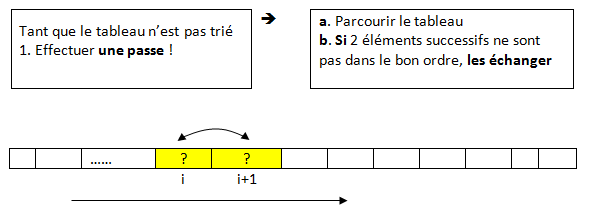 Tant que le tableau n'est pas trié
1. Effectuer une passe !
a. Parcourir le tableau
b. Si 2 éléments successifs ne sont
pas dans le bon ordre, les échanger
...... ? ?
i i+1